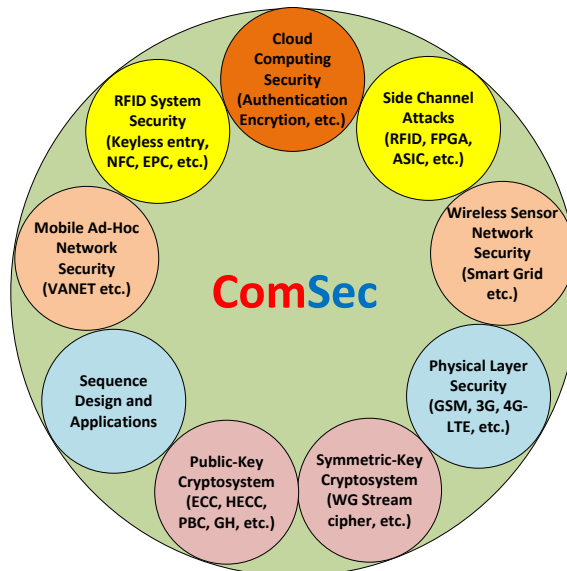 Cloud
Computing
Security
(Authentication
Encrytion, etc.)
RFID System
Security
(Keyless entry,
NFC, EPC, etc.)
Side Channel
Attacks
(RFID, FPGA,
ASIC, etc.)
Mobile Ad-Hoc
Network
Security
(VANET etc.)
Wireless Sensor
Network
Security
(Smart Grid
etc.)
ComSec
Sequence
Design and
Applications
Physical Layer
Security
(GSM, 3G, 4G-
LTE, etc.)
Public-Key
Cryptosystem
(ECC, HECC,
PBC, GH, etc.)
Symmetric-Key
Cryptosystem
(WG Stream
cipher, etc.)